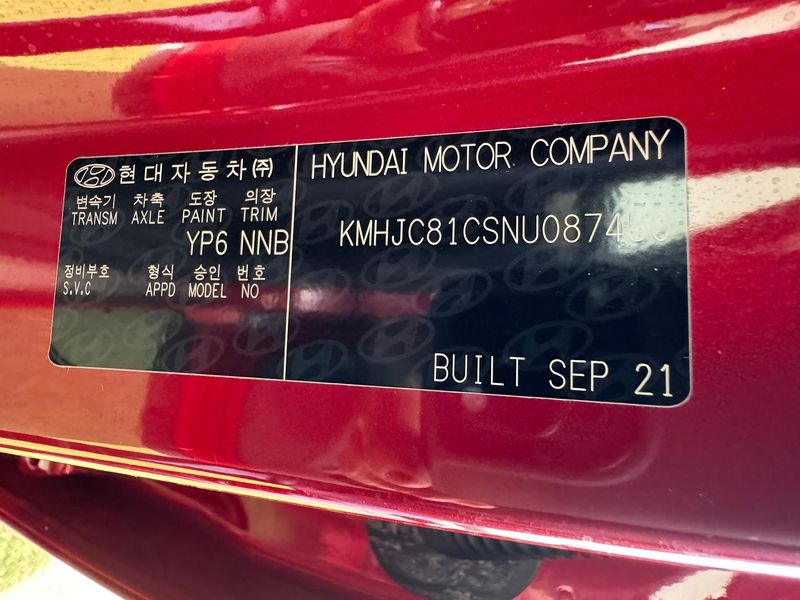 현대자동차(주)
변속기 차축 도장 의장
TRANSM AXLE PAINT TRIM
YP6 NNB
정비부호 형식 승인 번호
S.V.C APPD MODEL NO
HYUNDAI MOTOR COMPANY
BUILT SEP 21